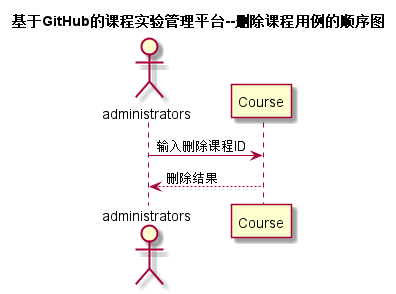 基于GitHub的课程实验管理平台--删除课程用例的顺序图
administrators
Course
输入删除课程ID
删除结果
administrators
Course